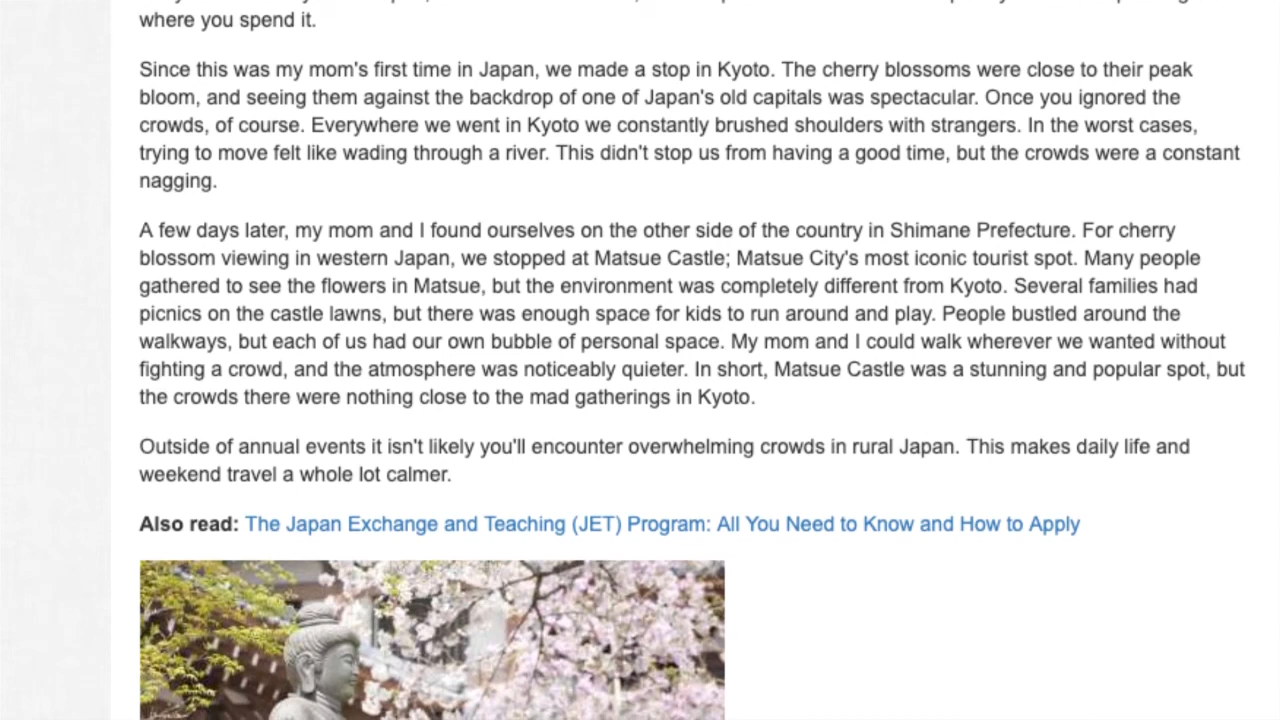 where you spend it.
Since this was my mom's first time in Japan, we made a stop in Kyoto. The cherry blossoms were close to their peak
bloom, and seeing them against the backdrop of one of Japan's old capitals was spectacular. Once you ignored the
crowds, of course. Everywhere we went in Kyoto we constantly brushed shoulders with strangers. In the worst cases,
trying to move felt like wading through a river. This didn't stop us from having a good time, but the crowds were a constant
nagging.
A few days later, my mom and I found ourselves on the other side of the country in Shimane Prefecture. For cherry
blossom viewing in western Japan, we stopped at Matsue Castle; Matsue City's most iconic tourist spot. Many people
gathered to see the flowers in Matsue, but the environment was completely different from Kyoto. Several families had
picnics on the castle lawns, but there was enough space for kids to run around and play. People bustled around the
walkways, but each of us had our own bubble of personal space. My mom and I could walk wherever we wanted without
fighting a crowd, and the atmosphere was noticeably quieter. In short, Matsue Castle was a stunning and popular spot, but
the crowds there were nothing close to the mad gatherings in Kyoto.
Outside of annual events it isn't likely you'll encounter overwhelming crowds in rural Japan. This makes daily life and
weekend travel a whole lot calmer.
Also read: The Japan Exchange and Teaching (JET) Program: All You Need to Know and How to Apply